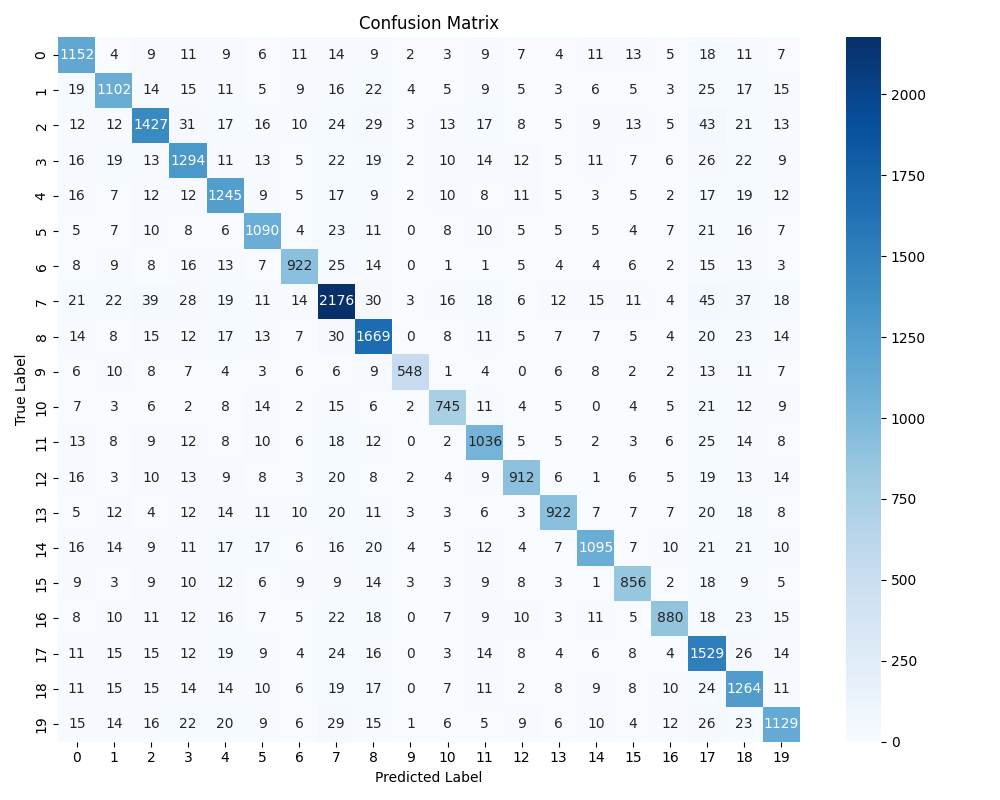 Confusion Matrix
0 1152 4 9 11 9 6 11 14 9 2 3 9 7 4 11 13 5 18 11 7
1 19 1102 14 15 11 5 9 16 22 4 5 9 5 3 6 5 3 25 17 15
2 12 12 1427 31 17 16 10 24 29 3 13 17 8 5 9 13 5 43 21 13
3 16 19 13 1294 11 13 5 22 19 2 10 14 12 5 11 7 6 26 22 9
4 16 7 12 12 1245 9 5 17 9 2 10 8 11 5 3 5 2 17 19 12
5 5 7 10 8 6 1090 4 23 11 0 8 10 5 5 5 4 7 21 16 7
6 8 9 8 16 13 7 922 25 14 0 1 1 5 4 4 6 2 15 13 3
7 21 22 39 28 19 11 14 2176 30 3 16 18 6 12 15 11 4 45 37 18
8 14 8 15 12 17 13 7 30 1669 0 8 11 5 7 7 5 4 20 23 14
9 6 10 8 7 4 3 6 6 9 548 1 4 0 6 8 2 2 13 11 7
10 7 3 6 2 8 14 2 15 6 2 745 11 4 5 0 4 5 21 12 9
11 13 8 9 12 8 10 6 18 12 0 2 1036 5 5 2 3 6 25 14 8
12 16 3 10 13 9 8 3 20 8 2 4 9 912 6 1 6 5 19 13 14
13 5 12 4 12 14 11 10 20 11 3 3 6 3 922 7 7 7 20 18 8
14 16 14 9 11 17 17 6 16 20 4 5 12 4 7 1095 7 10 21 21 10
15 9 3 9 10 12 6 9 9 14 3 3 9 8 3 1 856 2 18 9 5
16 8 10 11 12 16 7 5 22 18 0 7 9 10 3 11 5 880 18 23 15
17 11 15 15 12 19 9 4 24 16 0 3 14 8 4 6 8 4 1529 26 14
18 11 15 15 14 14 10 6 19 17 0 7 11 2 8 9 8 10 24 1264 11
19 15 14 16 22 20 9 6 29 15 1 6 5 9 6 10 4 12 26 23 1129
0 1 2 3 4 5 6 7 8 9 10 11 12 13 14 15 16 17 18 19
Predicted Label
True Label
2000
1750
1500
1250
1000
750
500
250
0